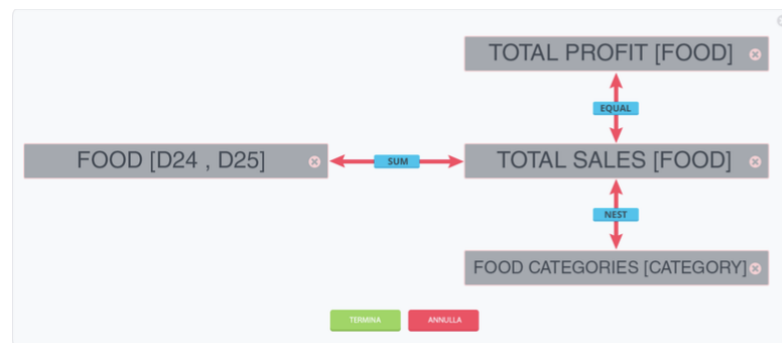 TOTAL PROFIT [FOOD]
EQUAL
FOOD [D24 , D25]
SUM
TOTAL SALES [FOOD]
NEST
FOOD CATEGORIES [CATEGORY]
TERMINA
ANNULLA